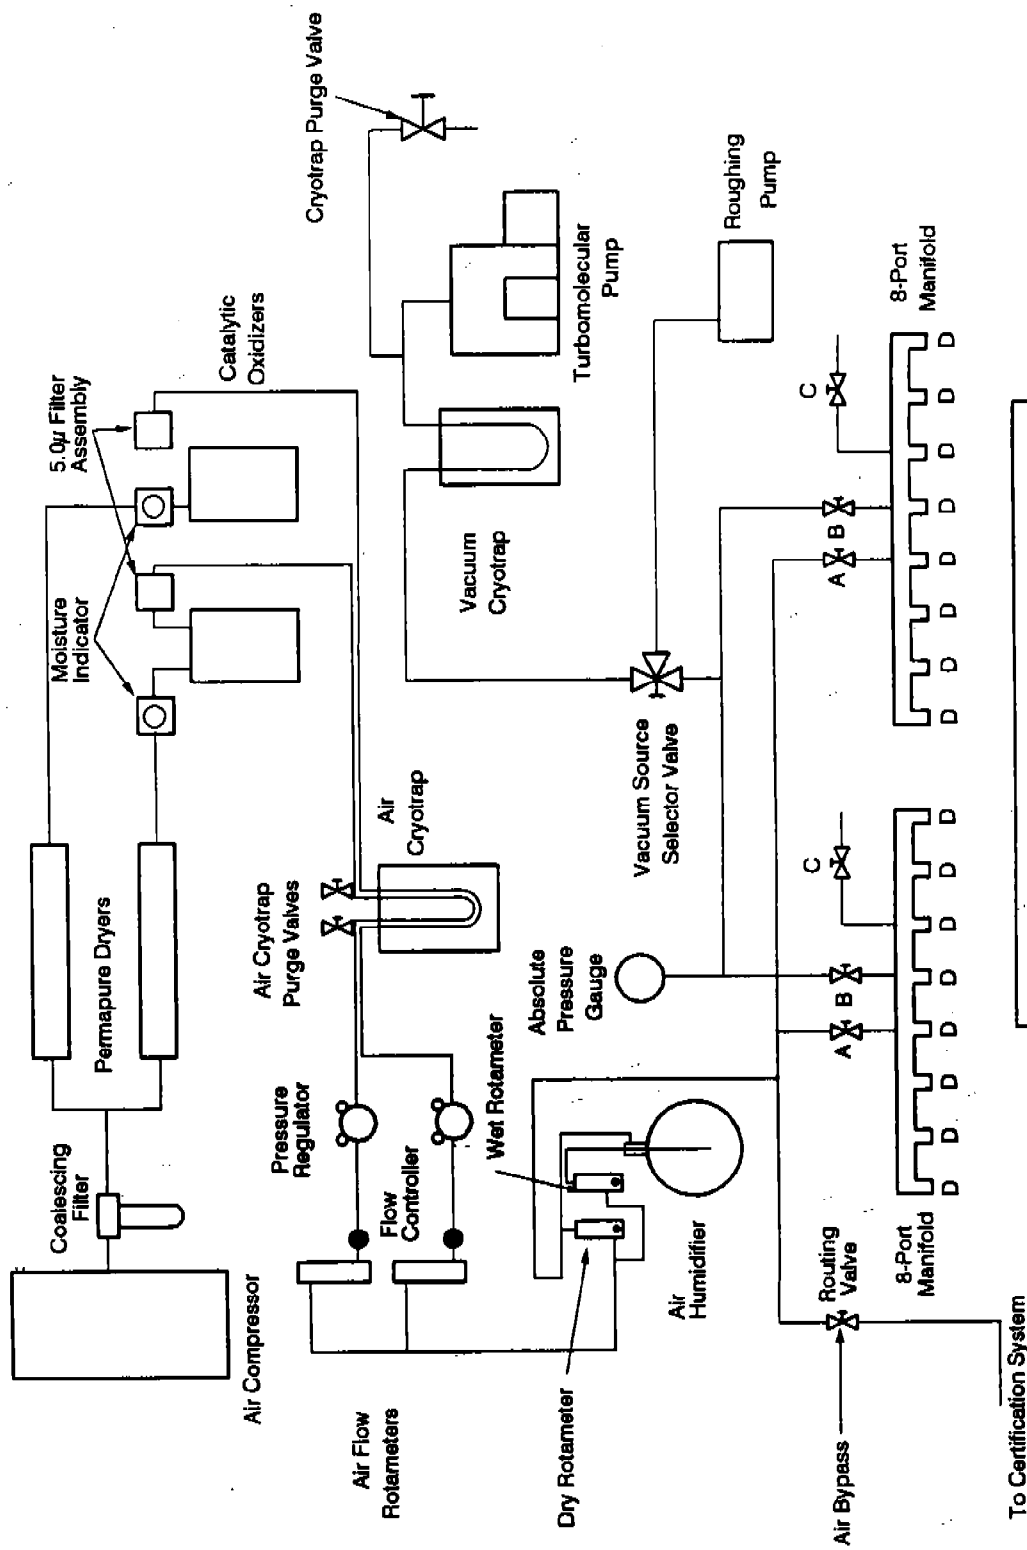 Air Compressor
Coalescing
Filter
Permapure Dryers
Moisture
Indicator
5.0µ Filter
Assembly
Catalytic
Oxidizers
Cryotrap Purge Valve
Air Flow
Rotameters
Pressure
Regulator
Flow
Controller
Air Cryotrap
Purge Valves
Air
Cryotrap
Vacuum
Cryotrap
Turbomolecular
Pump
Dry Rotameter
Wet Rotameter
Air
Humidifier
Absolute
Pressure
Gauge
Vacuum Source
Selector Valve
Roughing
Pump
Air Bypass
Routing
Valve
A
B
C
A
B
C
8-Port
Manifold
8-Port
Manifold
D D D D D D D D
D D D D D D D D
To Certification System